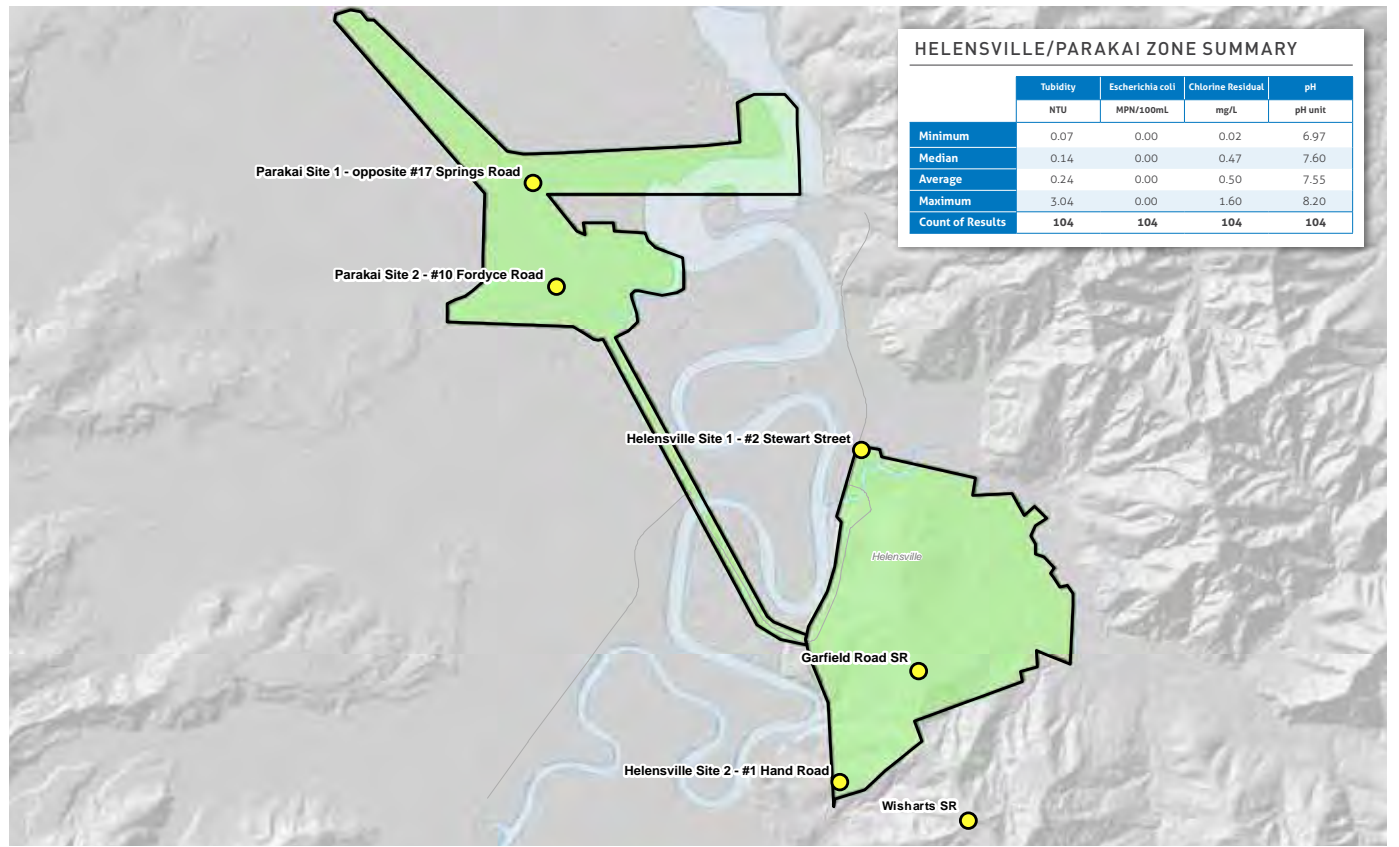 HELENSVILLE/PARAKAI ZONE SUMMARY
Tubidity Escherichia coli Chlorine Residual pH
NTU MPN/100mL mg/L pH unit
Minimum 0.07 0.00 0.02 6.97
Median 0.14 0.00 0.47 7.60
Average 0.24 0.00 0.50 7.55
Maximum 3.04 0.00 1.60 8.20
Count of Results 104 104 104 104
Parakai Site 1 - opposite #17 Springs Road
Parakai Site 2 - #10 Fordyce Road
Helensville Site 1 - #2 Stewart Street
Helensville
Garfield Road SR
Helensville Site 2 - #1 Hand Road
Wisharts SR